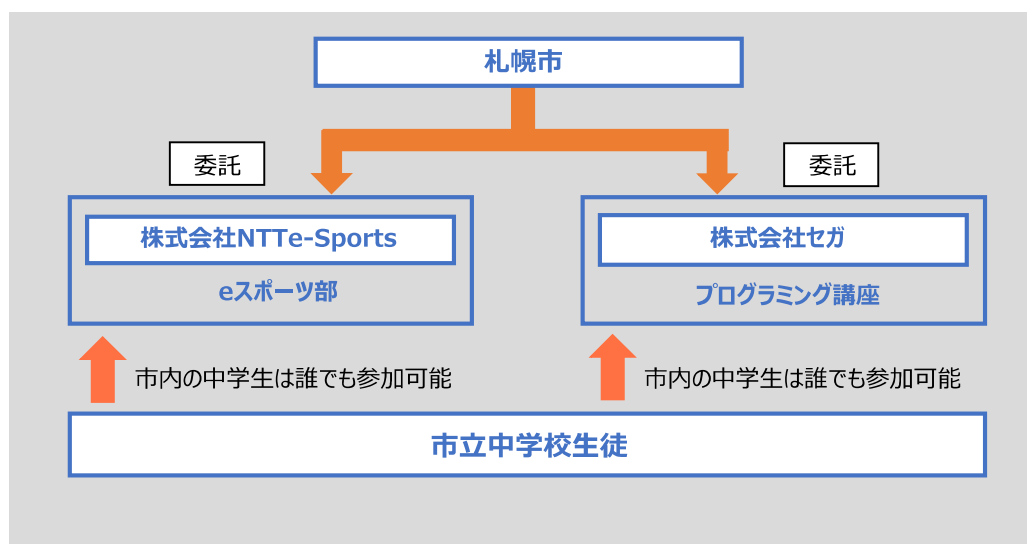 札幌市
委託
委託
株式会社NTTe-Sports
eスポーツ部
株式会社セガ
プログラミング講座
市内の中学生は誰でも参加可能
市内の中学生は誰でも参加可能
市立中学校生徒